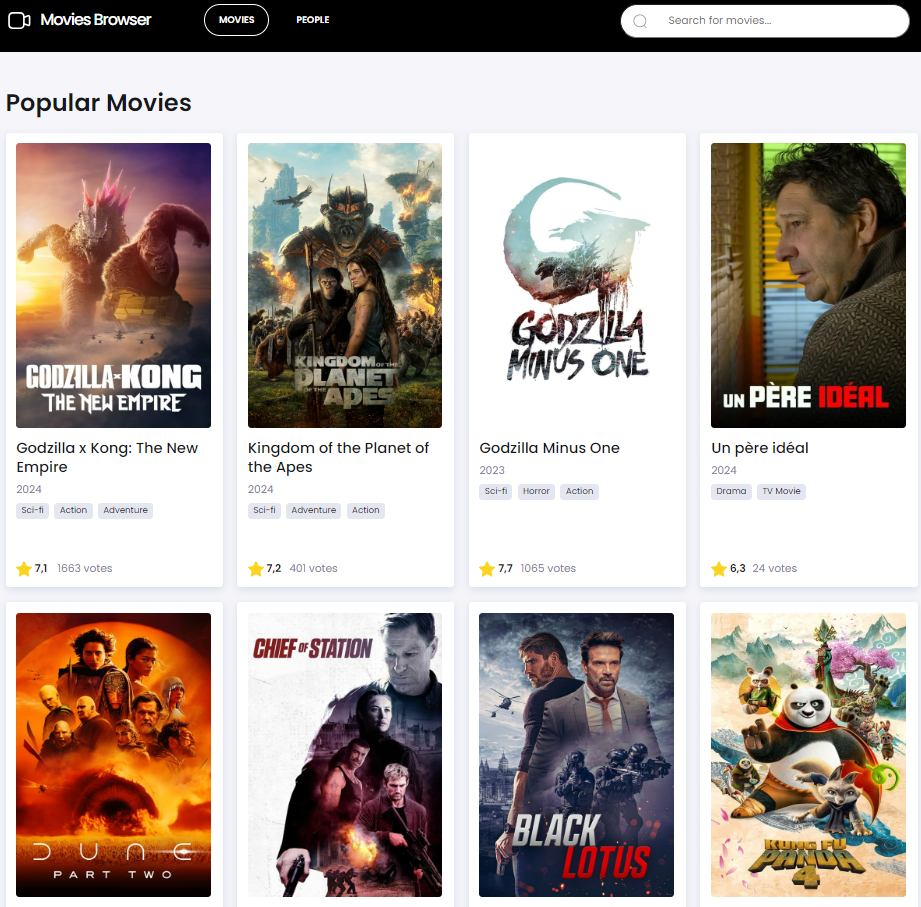 Movies Browser
MOVIES
PEOPLE
Search for movies...
Popular Movies
GODZILLA x KONG
THE NEW EMPIRE
KINGDOM OF THE
PLANET
OF THE
APES
GODZILLA
MINUS ONE
UN PÈRE IDÉAL
Godzilla x Kong: The New
Empire
2024
Sci-fi Action Adventure
7,1 1663 votes
Kingdom of the Planet of
the Apes
2024
Sci-fi Adventure Action
7,2 401 votes
Godzilla Minus One
2023
Sci-fi Horror Action
7,7 1065 votes
Un père idéal
2024
Drama TV Movie
6,3 24 votes
DUNE
PART TWO
CHIEF OF STATION
BLACK
LOTUS
KUNG FU
PANDA
4